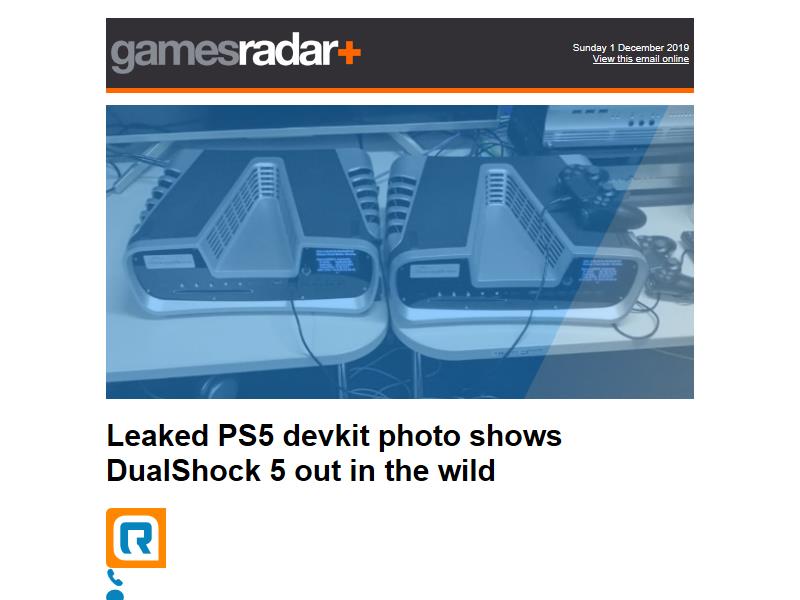 gamesradar+
Sunday 1 December 2019
View this email online
Leaked PS5 devkit photo shows
DualShock 5 out in the wild